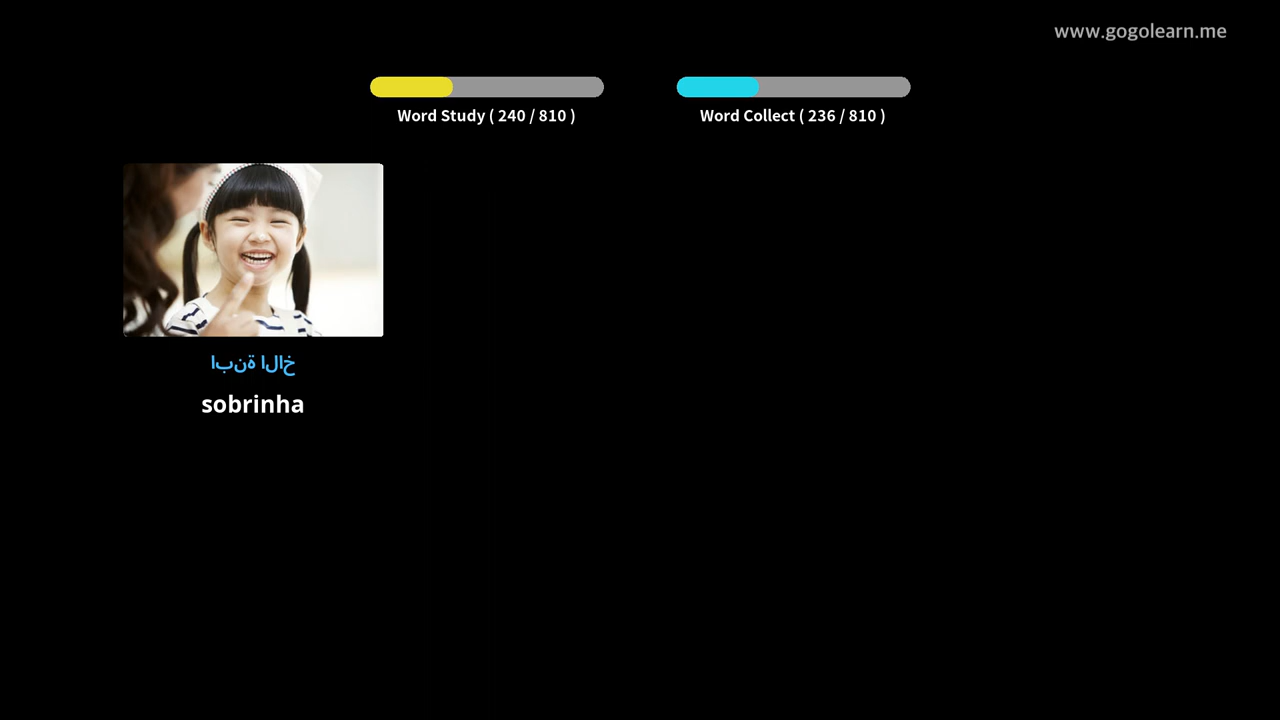 www.gogolearn.me
Word Study ( 240 / 810 )
Word Collect ( 236 / 810 )
ابنة الاخ
sobrinha